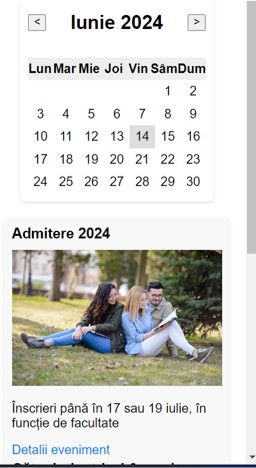 < Iunie 2024 >
Lun Mar Mie Joi Vin Sâm Dum
1 2
3 4 5 6 7 8 9
10 11 12 13 14 15 16
17 18 19 20 21 22 23
24 25 26 27 28 29 30
Admitere 2024
Înscrieri până în 17 sau 19 iulie, în
funcție de facultate
Detalii eveniment